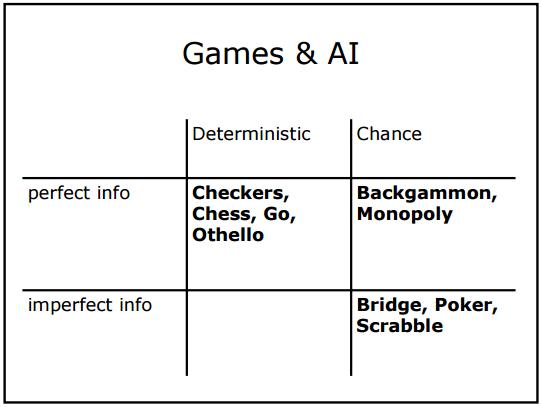 Games & AI
Deterministic Chance
perfect info Checkers, Backgammon,
Chess, Go, Monopoly
Othello
imperfect info Bridge, Poker,
Scrabble